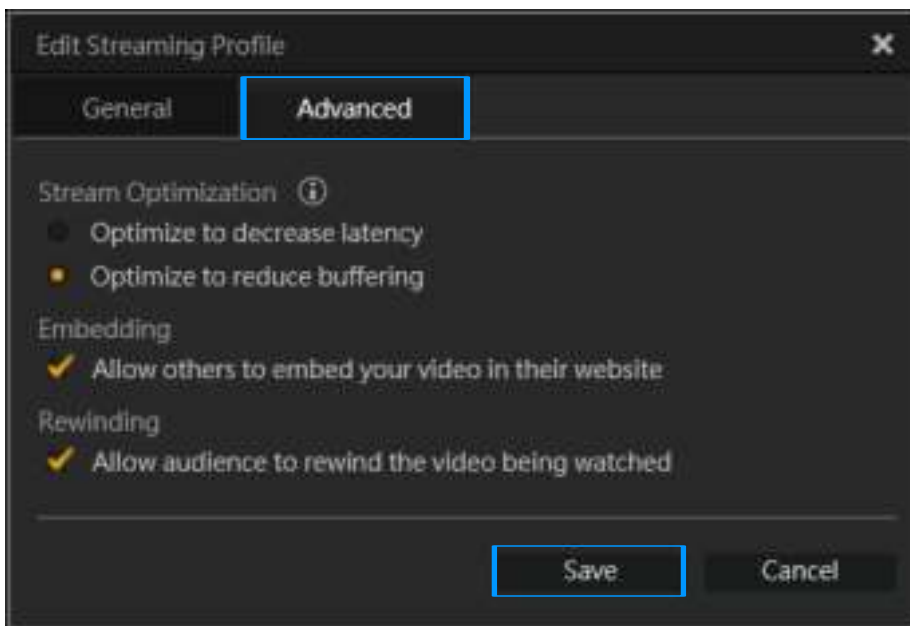 Edit Streaming Profile
General Advanced
Stream Optimization
Optimize to decrease latency
Optimize to reduce buffering
Embedding
Allow others to embed your video in their website
Rewinding
Allow audience to rewind the video being watched
Save Cancel